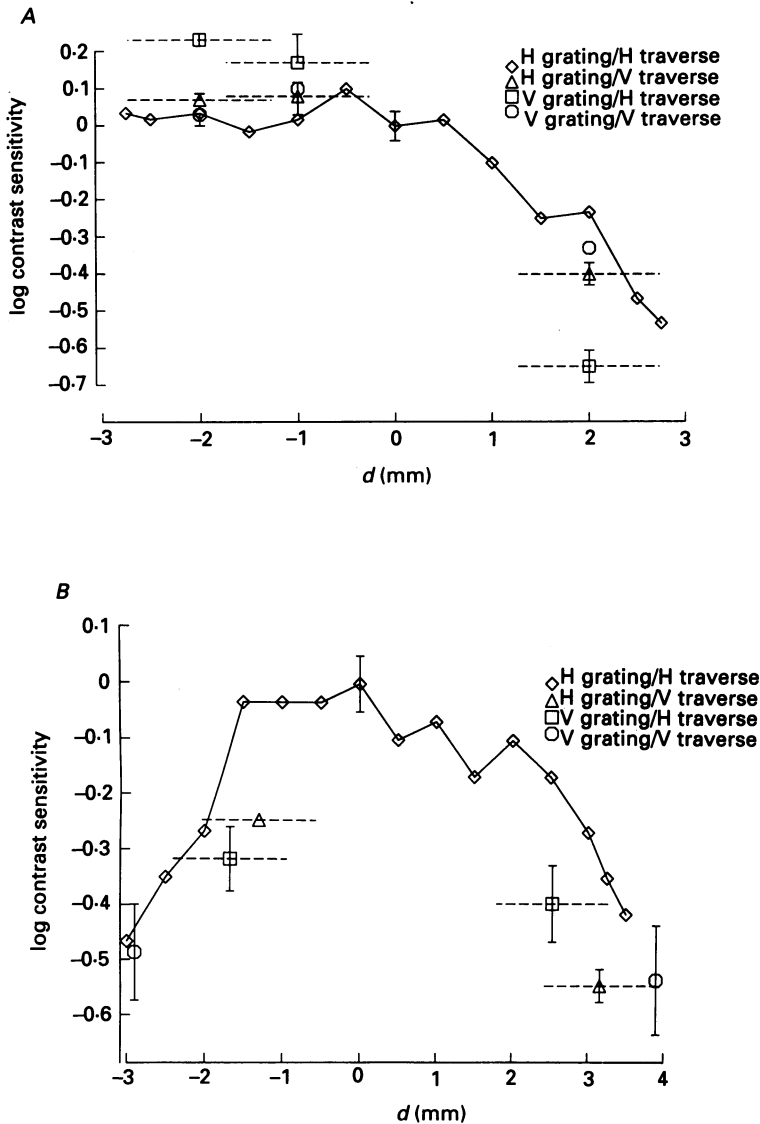 A
H grating/H traverse
H grating/V traverse
V grating/H traverse
V grating/V traverse
0·2
0·1
0
−0·1
−0·2
−0·3
−0·4
−0·5
−0·6
−0·7
log contrast sensitivity
−3 −2 −1 0 1 2 3
d (mm)
B
H grating/H traverse
H grating/V traverse
V grating/H traverse
V grating/V traverse
0·1
0
−0·1
−0·2
−0·3
−0·4
−0·5
−0·6
log contrast sensitivity
−3 −2 −1 0 1 2 3 4
d (mm)